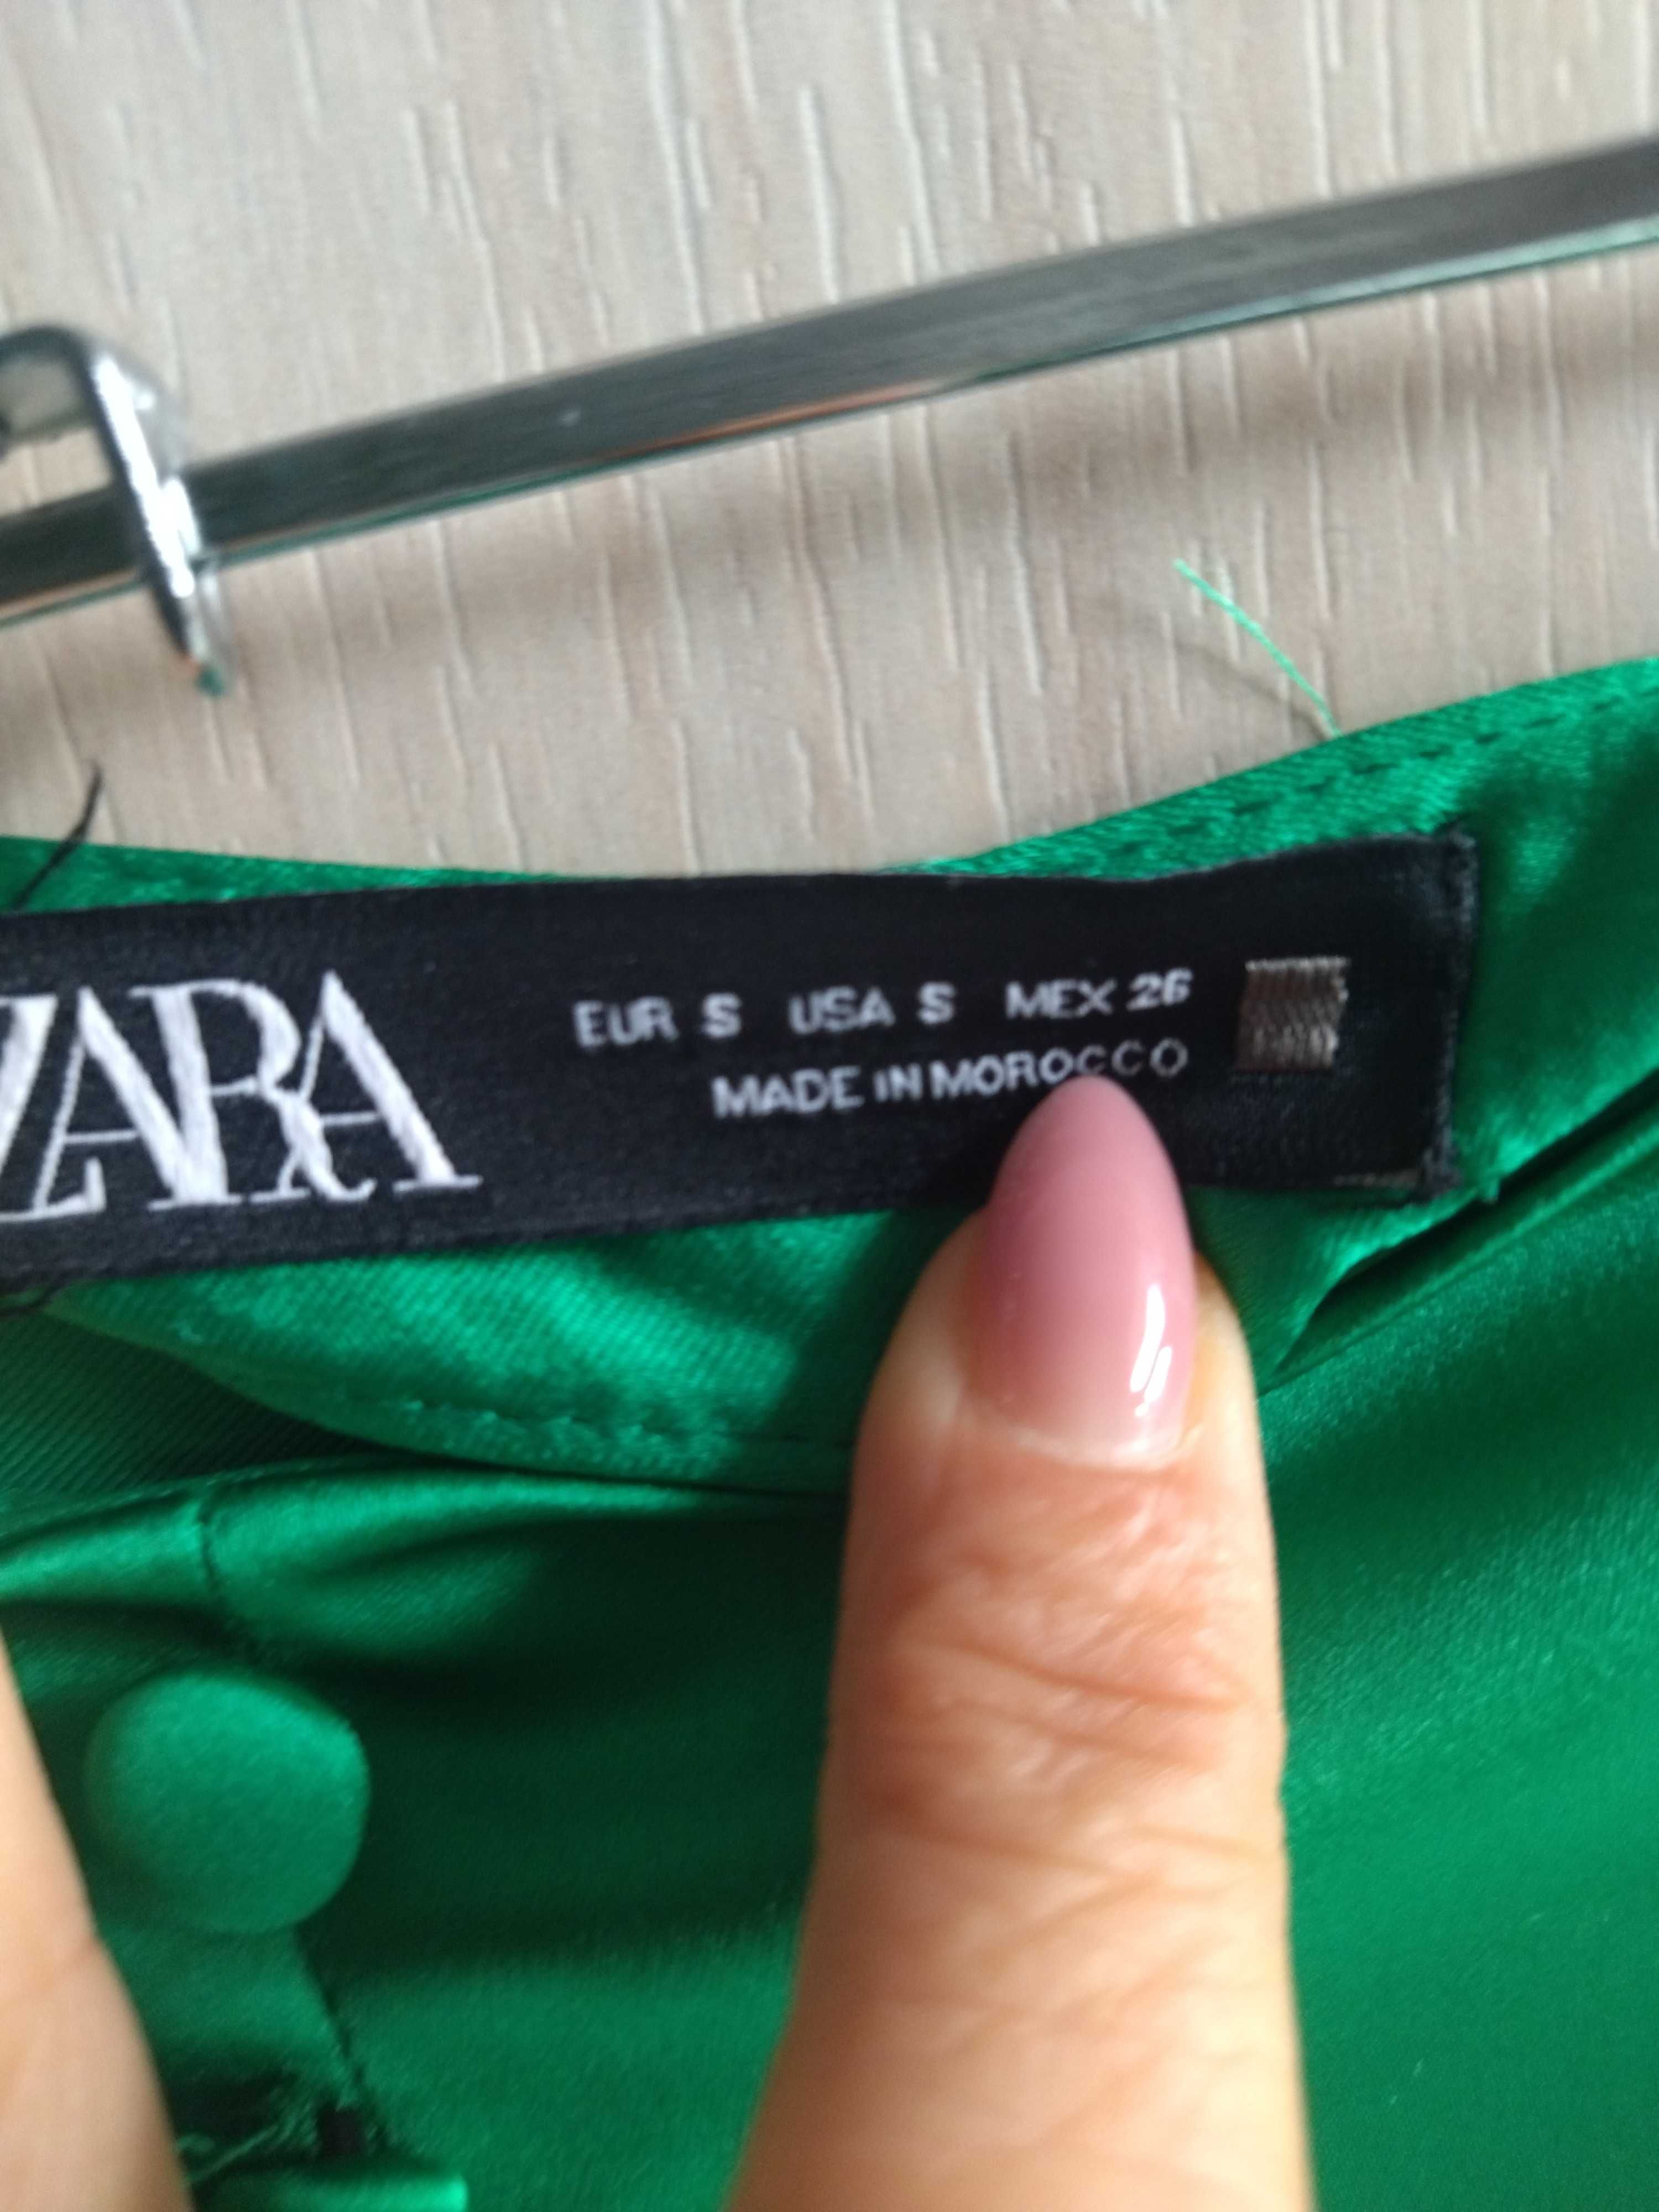 ZARA
EUR S USA S MEX 26
MADE IN MOROCCO